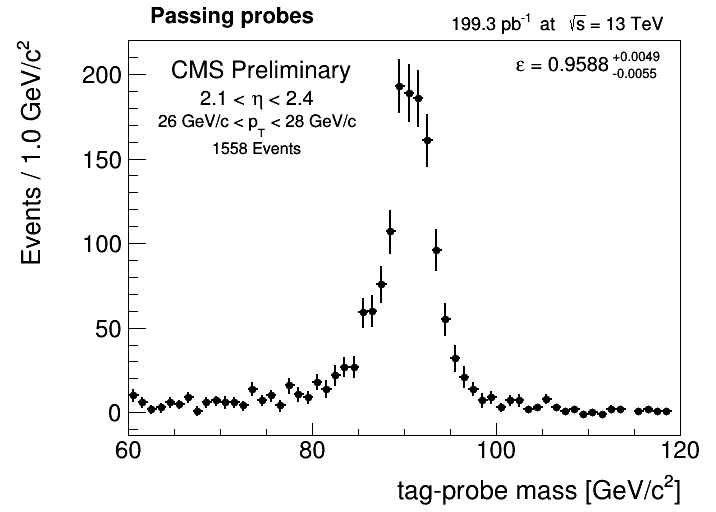 Passing probes
199.3 pb-1 at √s = 13 TeV
CMS Preliminary
ε = 0.9588 +0.0049 -0.0055
2.1 < η < 2.4
26 GeV/c < pT < 28 GeV/c
1558 Events
Events / 1.0 GeV/c2
200
150
100
50
0
60 80 100 120
tag-probe mass [GeV/c2]